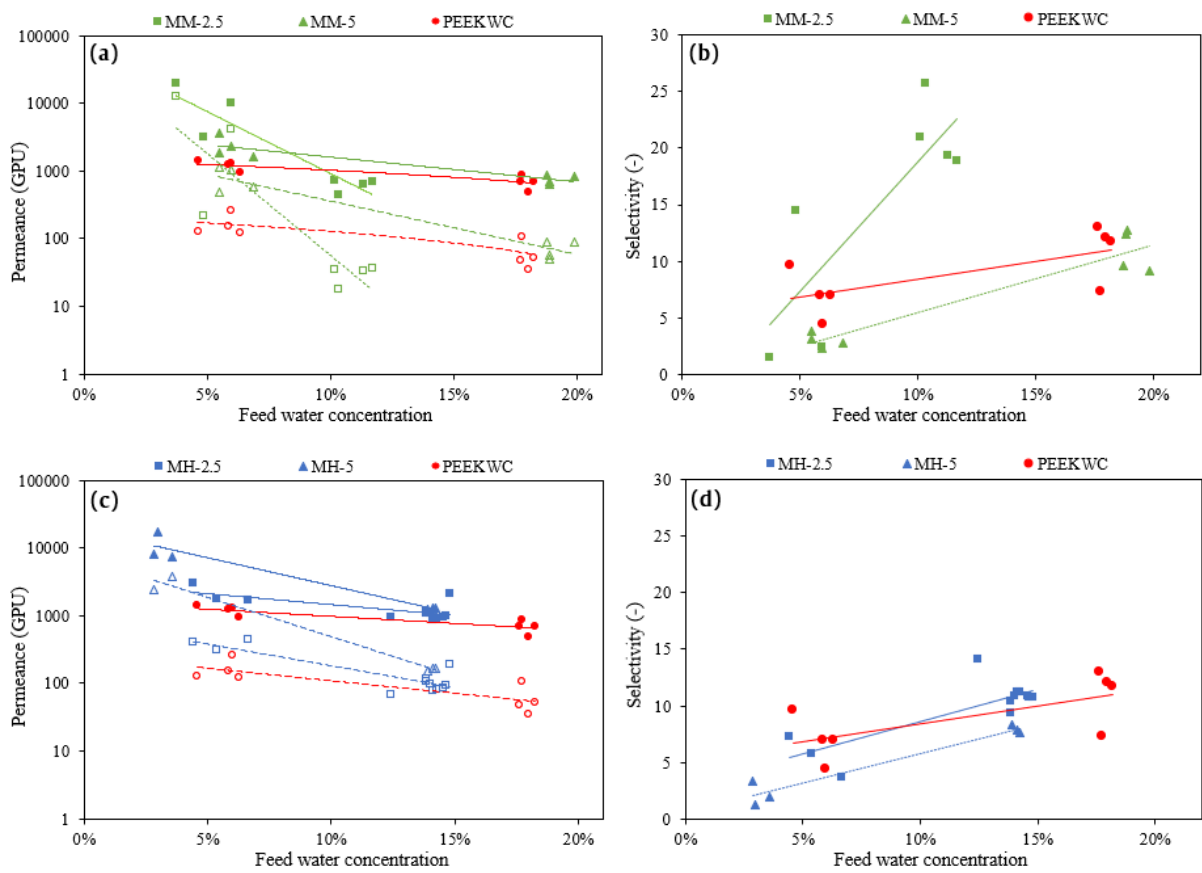 MM-2.5 MM-5 PEEKWC
(a)
100000
10000
1000
100
10
1
Permeance (GPU)
0% 5% 10% 15% 20%
Feed water concentration
MM-2.5 MM-5 PEEKWC
(b)
30
25
20
15
10
5
0
Selectivity (-)
0% 5% 10% 15% 20%
Feed water concentration
MH-2.5 MH-5 PEEKWC
(c)
100000
10000
1000
100
10
1
Permeance (GPU)
0% 5% 10% 15% 20%
Feed water concentration
MH-2.5 MH-5 PEEKWC
(d)
30
25
20
15
10
5
0
Selectivity (-)
0% 5% 10% 15% 20%
Feed water concentration